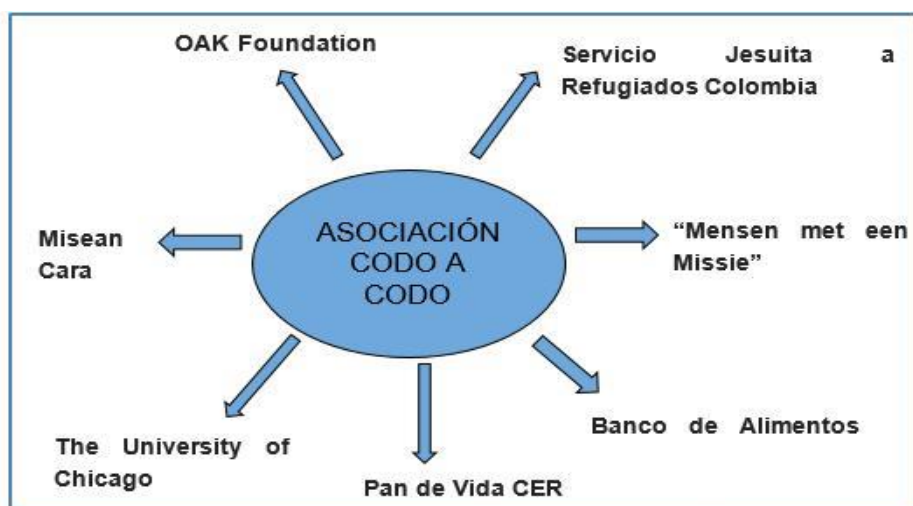 OAK Foundation
Servicio Jesuita a
Refugiados Colombia
Misean
Cara
ASOCIACIÓN
CODO A
CODO
“Mensen met een
Missie”
The University of
Chicago
Pan de Vida CER
Banco de Alimentos